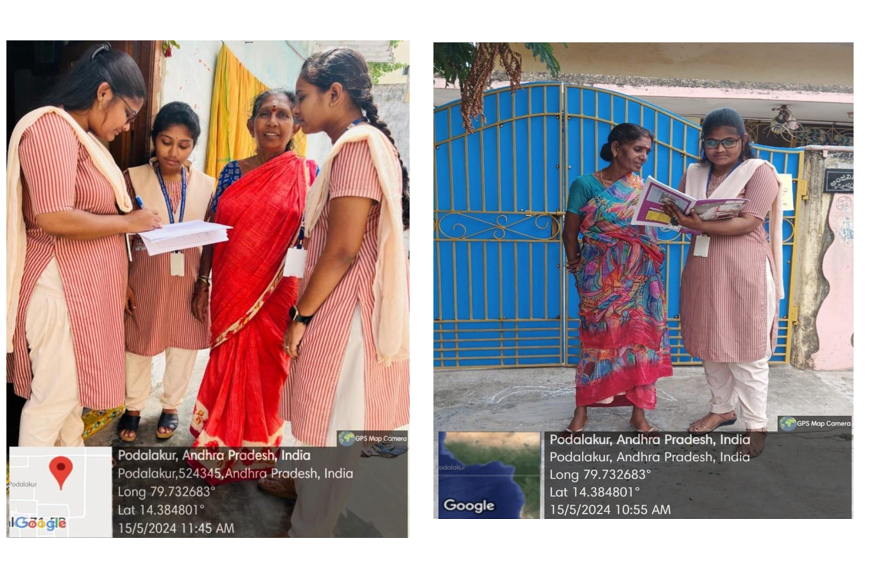 GPS Map Camera
Podalakur, Andhra Pradesh, India
Podalakur,524345,Andhra Pradesh, India
Long 79.732683°
Lat 14.384801°
15/5/2024 11:45 AM
Podalakur
Google
GPS Map Camera
Podalakur, Andhra Pradesh, India
Podalakur, Andhra Pradesh, India
Long 79.732683°
Lat 14.384801°
15/5/2024 10:55 AM
podalakur
Google